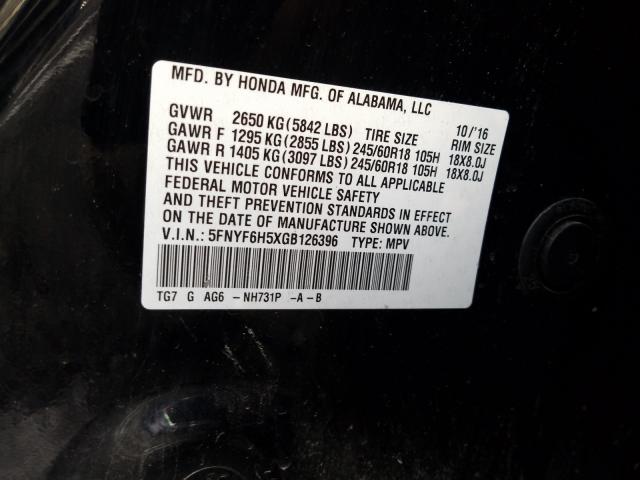 MFD. BY HONDA MFG. OF ALABAMA, LLC
GVWR 2650 KG(5842 LBS) TIRE SIZE 10/'16 RIM SIZE
GAWR F 1295 KG(2855 LBS)245/60R18 105H 18X8.0J
GAWR R 1405 KG(3097 LBS)245/60R18 105H 18X8.0J
THIS VEHICLE CONFORMS TO ALL APPLICABLE
FEDERAL MOTOR VEHICLE SAFETY
AND THEFT PREVENTION STANDARDS IN EFFECT
ON THE DATE OF MANUFACTURE SHOWN ABOVE.
V.I.N.: 5FNYF6H5XGB126396 TYPE: MPV
TG7 G AG6 - NH731P -A-B